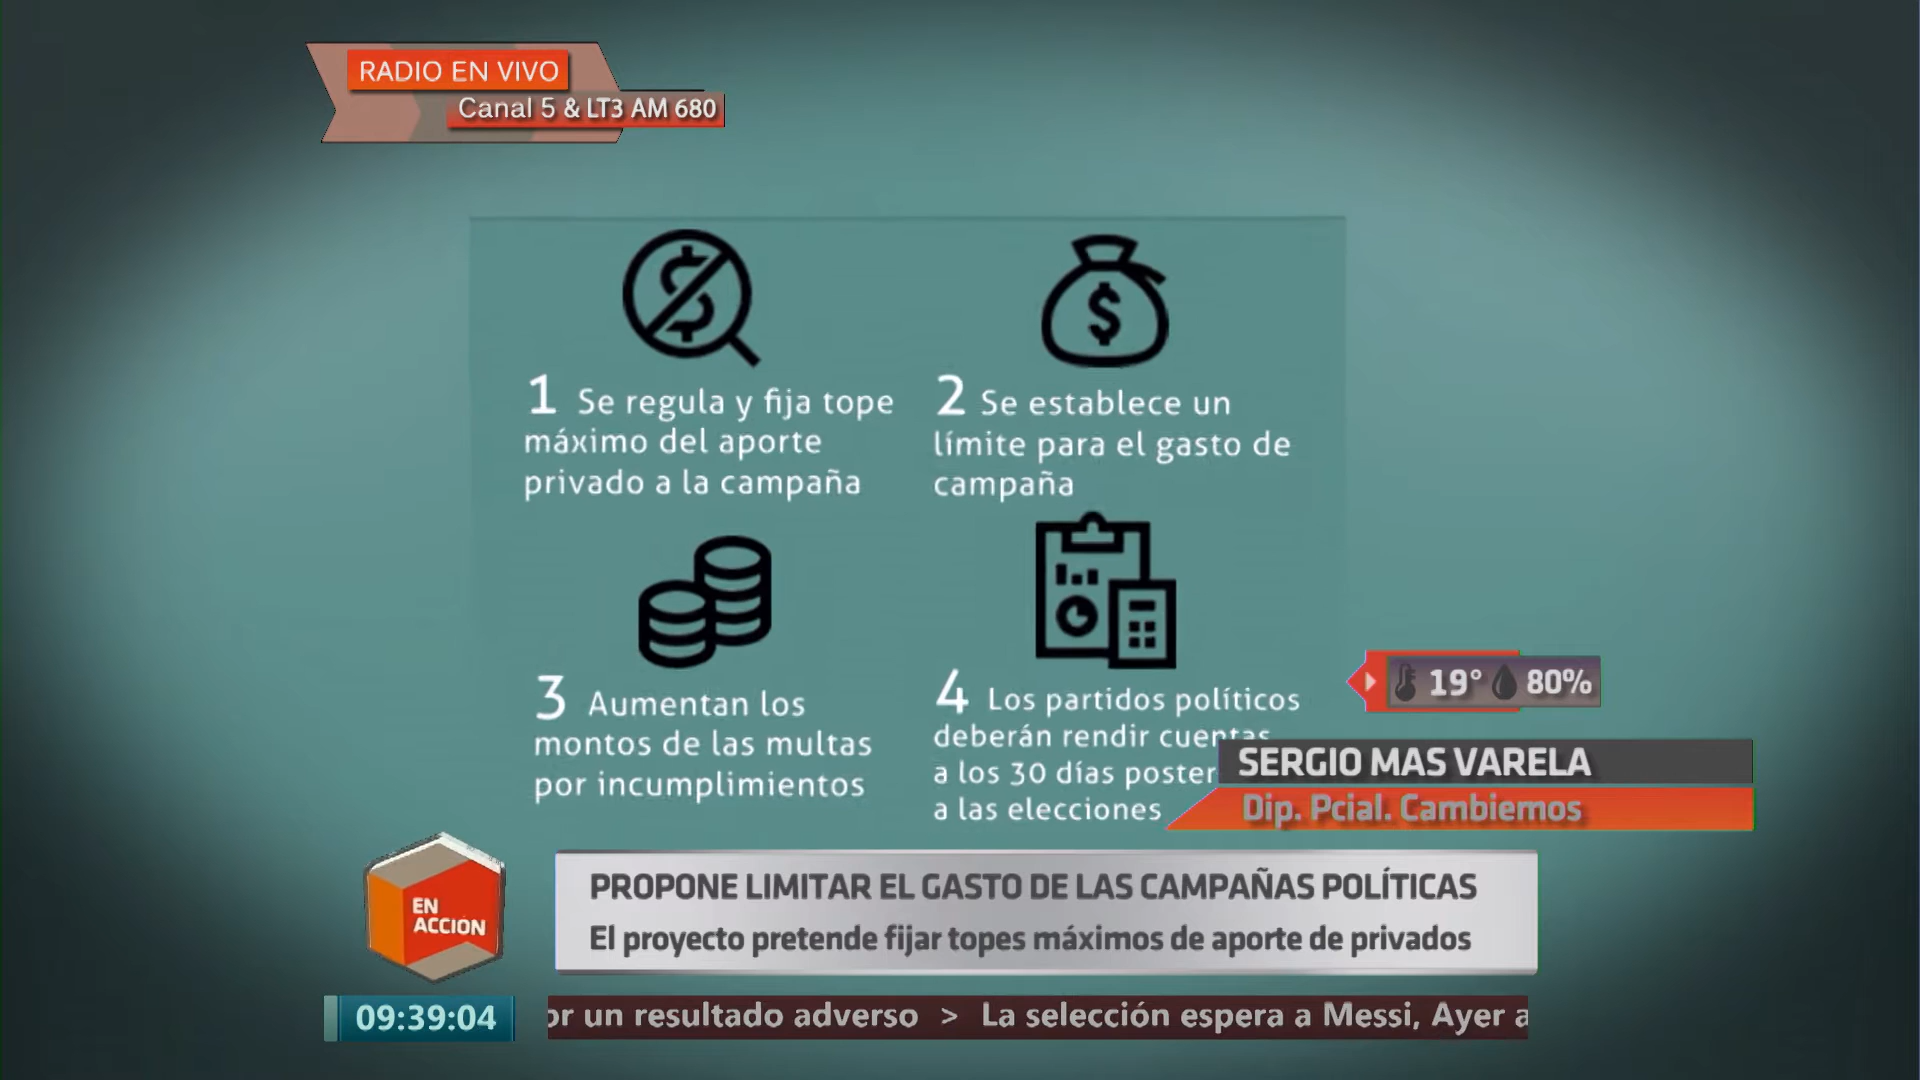 RADIO EN VIVO
Canal 5 & LT3 AM 680
1 Se regula y fija tope
máximo del aporte
privado a la campaña
2 Se establece un
límite para el gasto de
campaña
3 Aumentan los
montos de las multas
por incumplimientos
4 Los partidos políticos
deberán rendir cuentas
a los 30 días poster
a las elecciones
19° 80%
SERGIO MAS VARELA
Dip. Pcial. Cambiemos
EN
ACCIÓN
PROPONE LIMITAR EL GASTO DE LAS CAMPAÑAS POLÍTICAS
El proyecto pretende fijar topes máximos de aporte de privados
09:39:04
or un resultado adverso > La selección espera a Messi, Ayer a